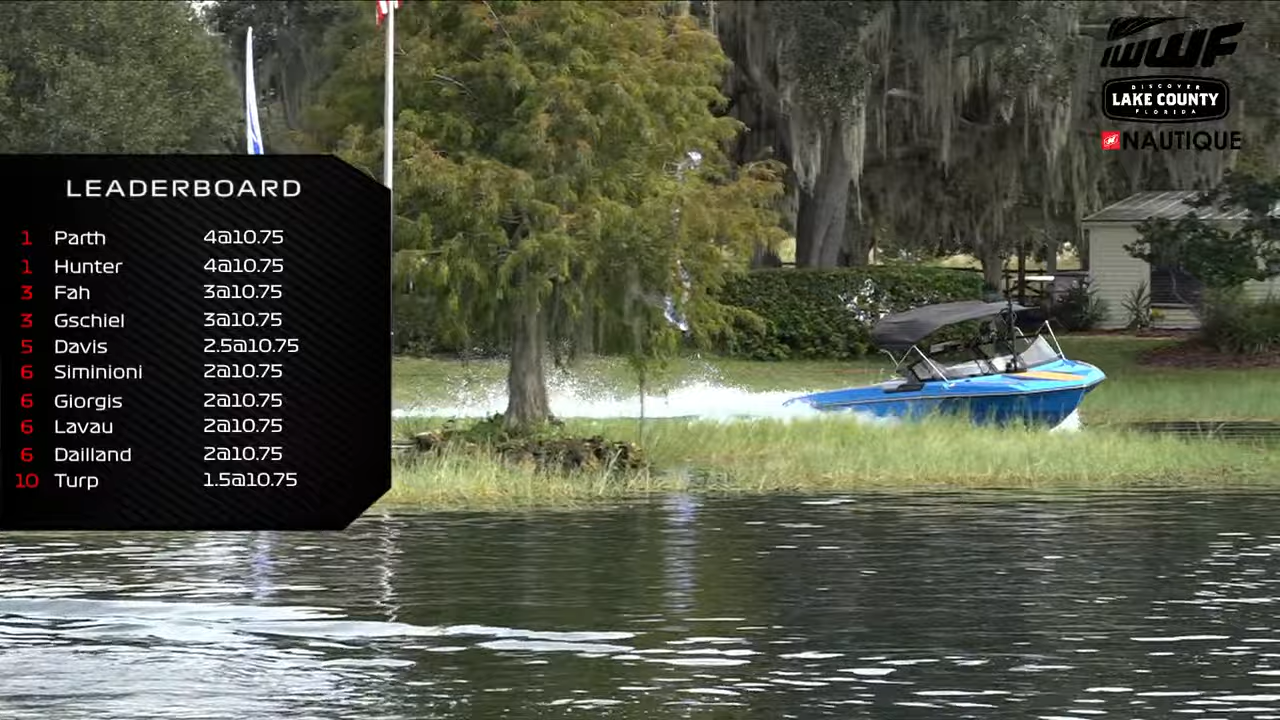 IWWF
DISCOVER
LAKE COUNTY
FLORIDA
NAUTIQUE
LEADERBOARD
1 Parth 4@10.75
1 Hunter 4@10.75
3 Fah 3@10.75
3 Gschiel 3@10.75
5 Davis 2.5@10.75
6 Siminioni 2@10.75
6 Giorgis 2@10.75
6 Lavau 2@10.75
6 Dailland 2@10.75
10 Turp 1.5@10.75